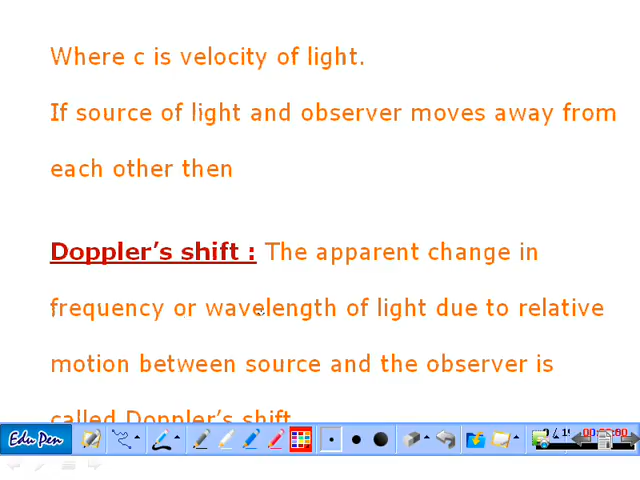 Where c is velocity of light.
If source of light and observer moves away from
each other then
Doppler’s shift : The apparent change in
frequency or wavelength of light due to relative
motion between source and the observer is
called Doppler’s shift
Edu Pen
00:00